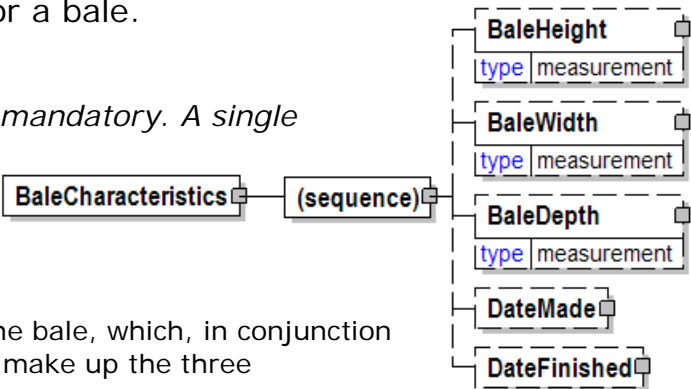 or a bale.
mandatory. A single
BaleCharacteristics
(sequence)
BaleHeight
type measurement
BaleWidth
type measurement
BaleDepth
type measurement
DateMade
DateFinished
ne bale, which, in conjunction
make up the three